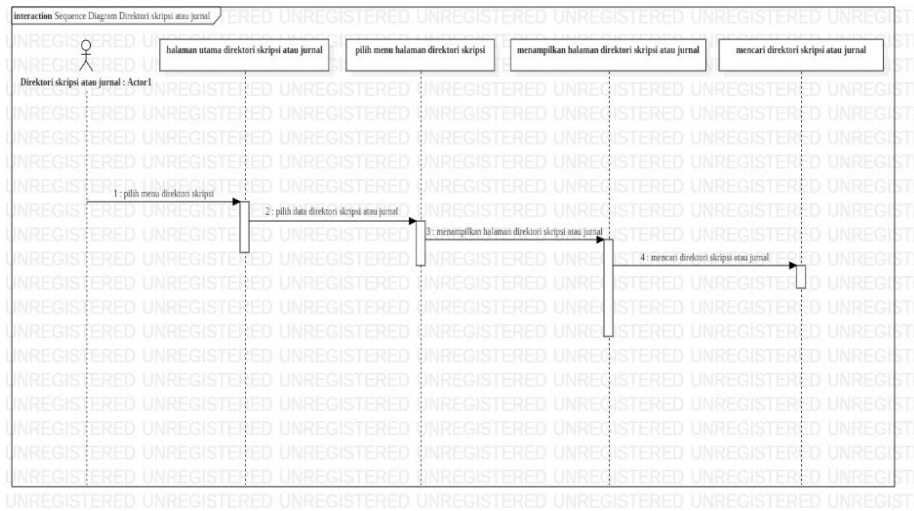 interaction Sequence Diagram Direktori skripsi atau jurnal
halaman utama direktori skripsi atau jurnal
pilih menu halaman direktori skripsi
menampilkan halaman direktori skripsi atau jurnal
mencari direktori skripsi atau jurnal
Direktori skripsi atau jurnal : Actor1
1 : pilih menu direktori skripsi
2 : pilih data direktori skripsi atau jurnal
3 : menampilkan halaman direktori skripsi atau jurnal
4 : mencari direktori skripsi atau jurnal
UNREGISTERED